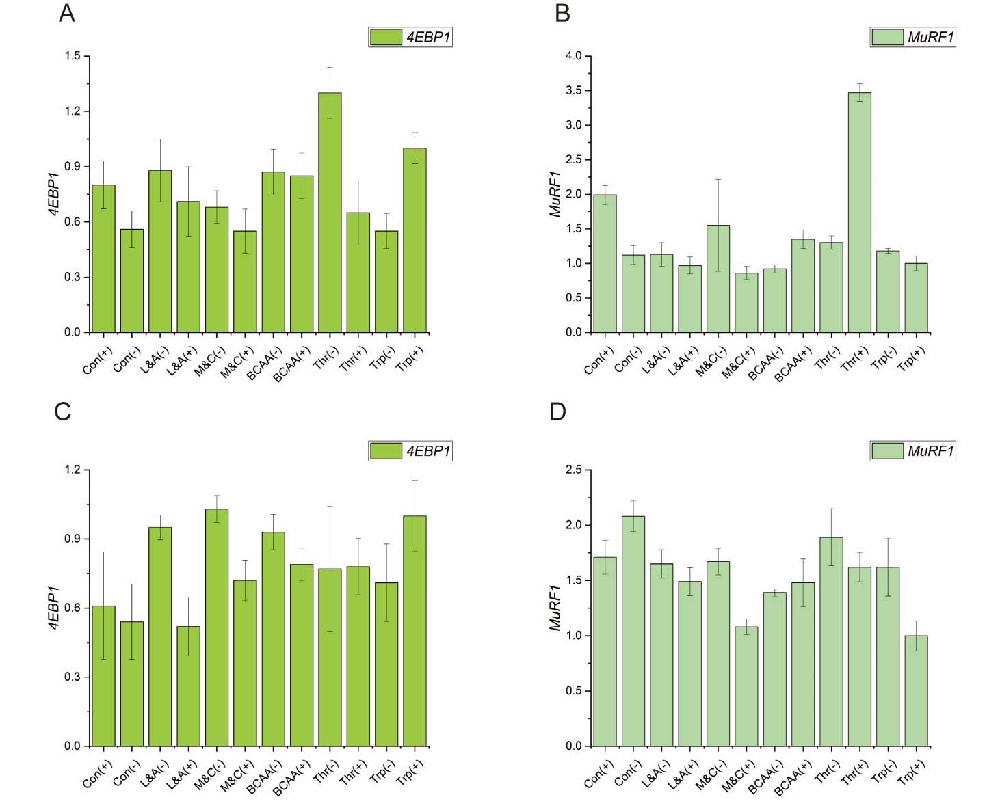 A
4EBP1
1.5
1.2
0.9
0.6
0.3
0.0
4EBP1
Con(+)
Con(-)
L&A(-)
L&A(+)
M&C(-)
M&C(+)
BCAA(-)
BCAA(+)
Thr(-)
Thr(+)
Trp(-)
Trp(+)
B
MuRF1
4.0
3.5
3.0
2.5
2.0
1.5
1.0
0.5
0.0
MuRF1
Con(+)
Con(-)
L&A(-)
L&A(+)
M&C(-)
M&C(+)
BCAA(-)
BCAA(+)
Thr(-)
Thr(+)
Trp(-)
Trp(+)
C
4EBP1
1.2
0.9
0.6
0.3
0.0
4EBP1
Con(+)
Con(-)
L&A(-)
L&A(+)
M&C(-)
M&C(+)
BCAA(-)
BCAA(+)
Thr(-)
Thr(+)
Trp(-)
Trp(+)
D
MuRF1
2.5
2.0
1.5
1.0
0.5
0.0
MuRF1
Con(+)
Con(-)
L&A(-)
L&A(+)
M&C(-)
M&C(+)
BCAA(-)
BCAA(+)
Thr(-)
Thr(+)
Trp(-)
Trp(+)